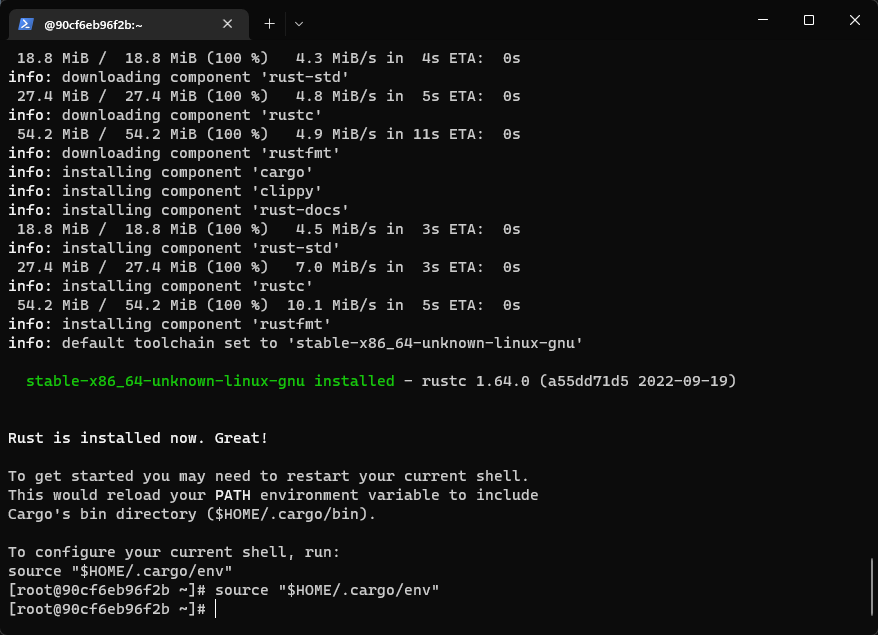 @90cf6eb96f2b:~
 18.8 MiB /  18.8 MiB (100 %)   4.3 MiB/s in  4s ETA:  0s
info: downloading component 'rust-std'
 27.4 MiB /  27.4 MiB (100 %)   4.8 MiB/s in  5s ETA:  0s
info: downloading component 'rustc'
 54.2 MiB /  54.2 MiB (100 %)   4.9 MiB/s in 11s ETA:  0s
info: downloading component 'rustfmt'
info: installing component 'cargo'
info: installing component 'clippy'
info: installing component 'rust-docs'
 18.8 MiB /  18.8 MiB (100 %)   4.5 MiB/s in  3s ETA:  0s
info: installing component 'rust-std'
 27.4 MiB /  27.4 MiB (100 %)   7.0 MiB/s in  3s ETA:  0s
info: installing component 'rustc'
 54.2 MiB /  54.2 MiB (100 %)  10.1 MiB/s in  5s ETA:  0s
info: installing component 'rustfmt'
info: default toolchain set to 'stable-x86_64-unknown-linux-gnu'
  stable-x86_64-unknown-linux-gnu installed - rustc 1.64.0 (a55dd71d5 2022-09-19)
Rust is installed now. Great!
To get started you may need to restart your current shell.
This would reload your PATH environment variable to include
Cargo's bin directory ($HOME/.cargo/bin).
To configure your current shell, run:
source "$HOME/.cargo/env"
[root@90cf6eb96f2b ~]# source "$HOME/.cargo/env"
[root@90cf6eb96f2b ~]#